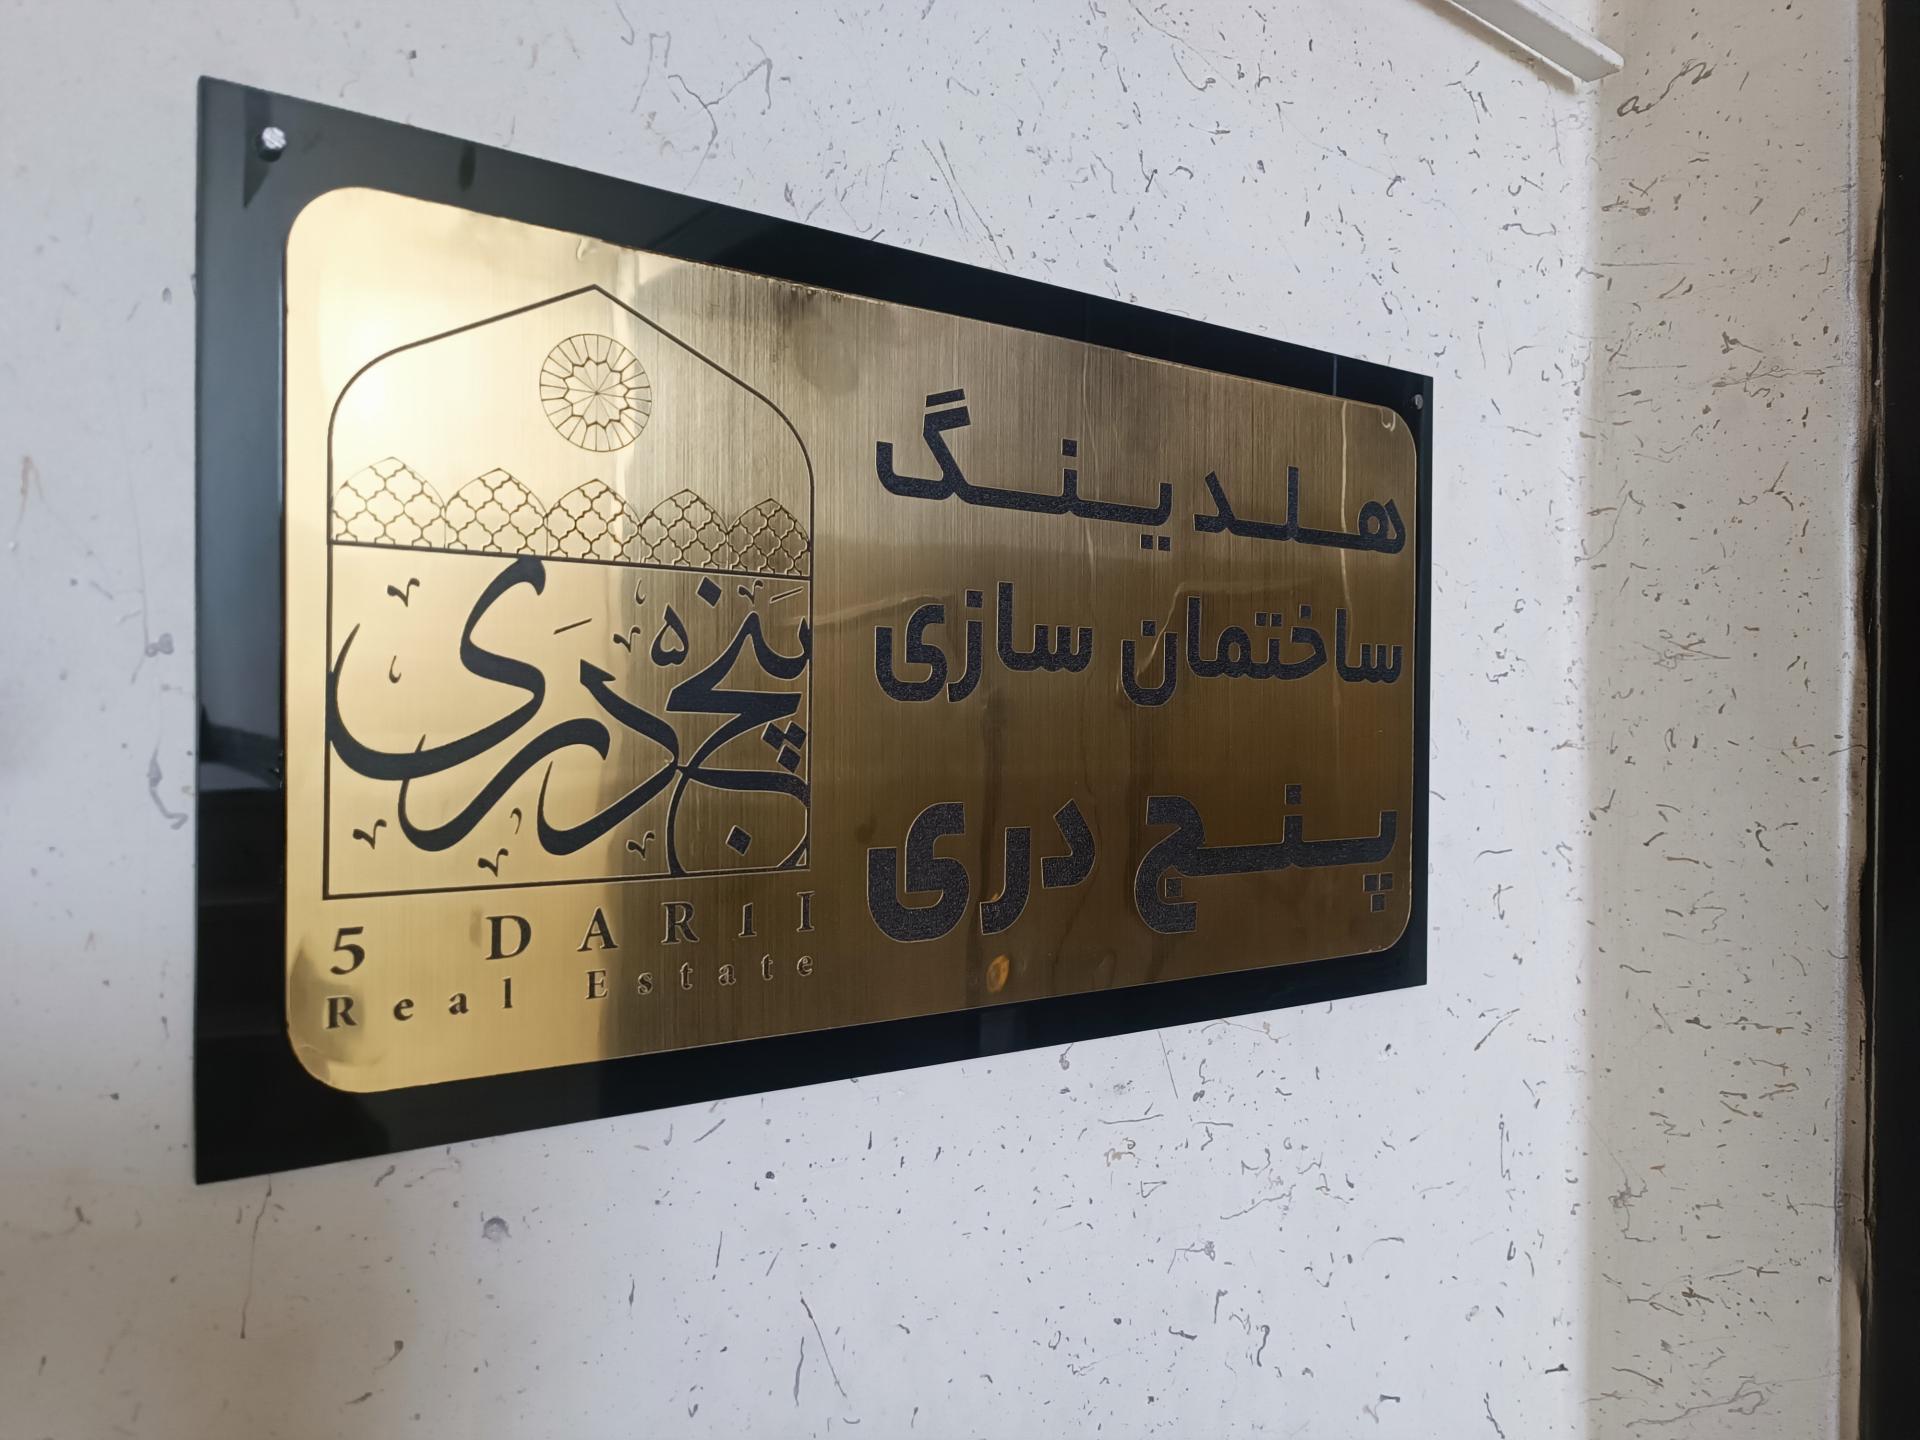 هلدینگ
ساختمان سازی
پنج دری
پنج دری
5 DARII
Real Estate